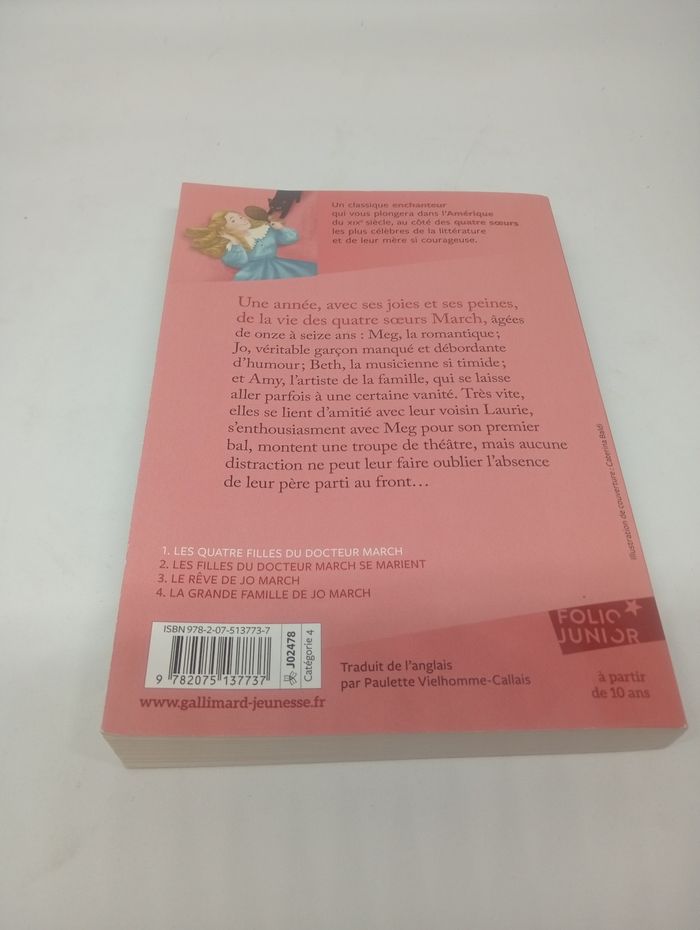 Un classique enchanteur
qui vous plongera dans l'Amérique
du XIXe siècle, au côté des quatre sœurs
les plus célèbres de la littérature
et de leur mère si courageuse.
Une année, avec ses joies et ses peines,
de la vie des quatre sœurs March, âgées
de onze à seize ans : Meg, la romantique ;
Jo, véritable garçon manqué et débordante
d'humour ; Beth, la musicienne si timide ;
et Amy, l'artiste de la famille, qui se laisse
aller parfois à une certaine vanité. Très vite,
elles se lient d'amitié avec leur voisin Laurie,
s'enthousiasment avec Meg pour son premier
bal, montent une troupe de théâtre, mais aucune
distraction ne peut leur faire oublier l'absence
de leur père parti au front…
Illustration de couverture : Caterina Baldi
1. LES QUATRE FILLES DU DOCTEUR MARCH
2. LES FILLES DU DOCTEUR MARCH SE MARIENT
3. LE RÊVE DE JO MARCH
4. LA GRANDE FAMILLE DE JO MARCH
ISBN 978-2-07-513773-7
9 782075 137737
J02478
Catégorie 4
www.gallimard-jeunesse.fr
Traduit de l'anglais
par Paulette Vielhomme-Callais
FOLIO
JUNIOR
à partir
de 10 ans